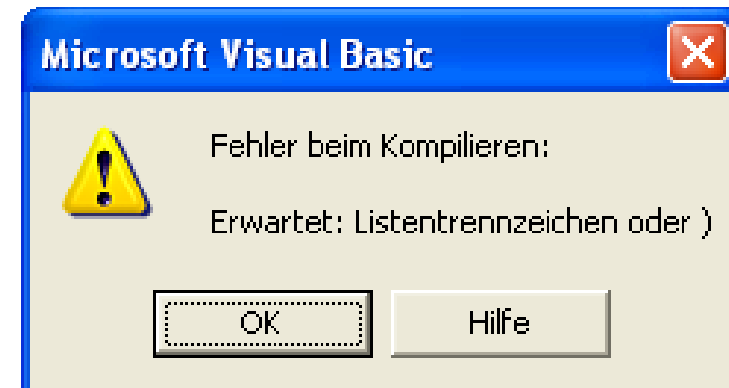 Microsoft Visual Basic
Fehler beim Kompilieren:
Erwartet: Listentrennzeichen oder )
OK
Hilfe